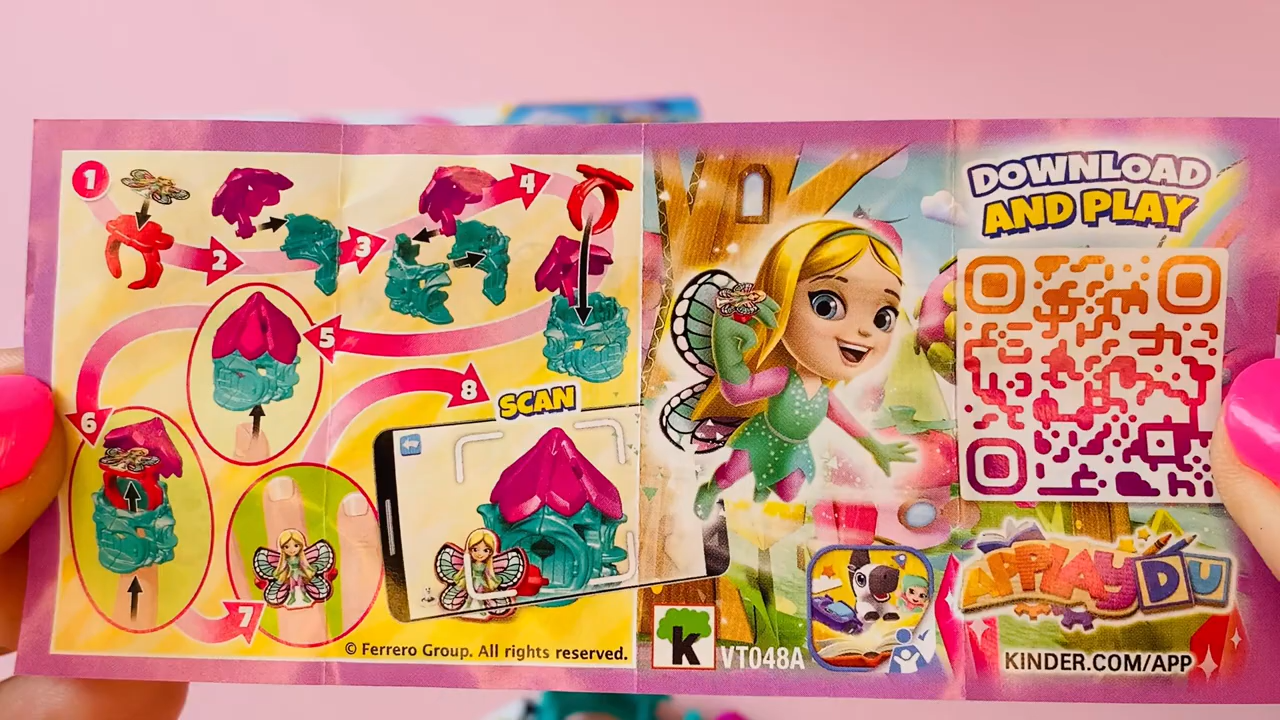 1
2
3
4
5
6
7
8
SCAN
© Ferrero Group. All rights reserved.
K
VT048A
DOWNLOAD
AND PLAY
APPLAYDU
KINDER.COM/APP